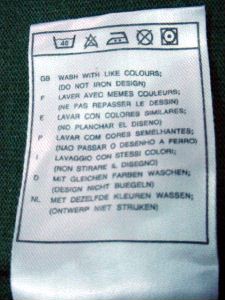 40
GB WASH WITH LIKE COLOURS;
(DO NOT IRON DESIGN)
F LAVER AVEC MEMES COULEURS;
(NE PAS REPASSER LE DESSIN)
E LAVAR CON COLORES SIMILARES;
(NO PLANCHAR EL DISENO)
P LAVAR COM CORES SEMELHANTES;
(NAO PASSAR O DESENHO A FERRO)
I LAVAGGIO CON STESSI COLORI;
(NON STIRARE IL DISEGNO)
D MIT GLEICHEN FARBEN WASCHEN;
(DESIGN NICHT BUEGELN)
NL MET DEZELFDE KLEUREN WASSEN;
(ONTWERP NIET STRIJKEN)